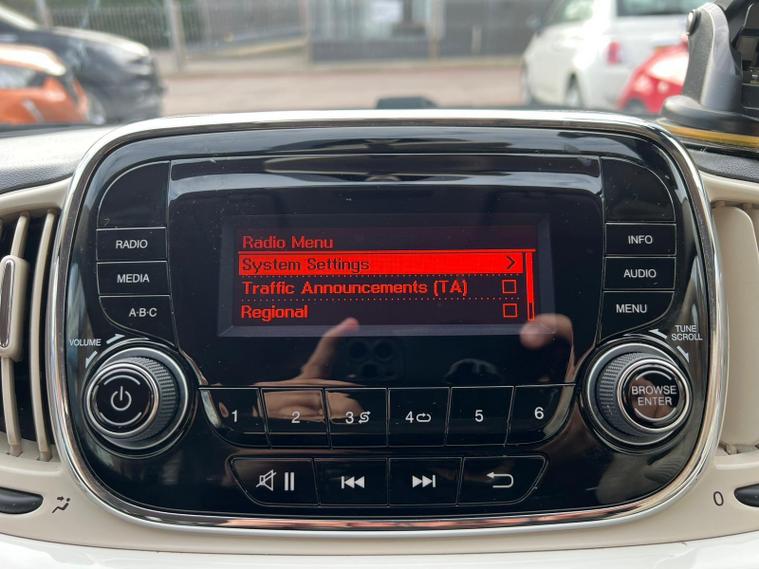 RADIO
MEDIA
A·B·C
VOLUME
Radio Menu
System Settings
Traffic Announcements (TA)
Regional
INFO
AUDIO
MENU
TUNE
SCROLL
BROWSE
ENTER
1 2 3 4 5 6
0